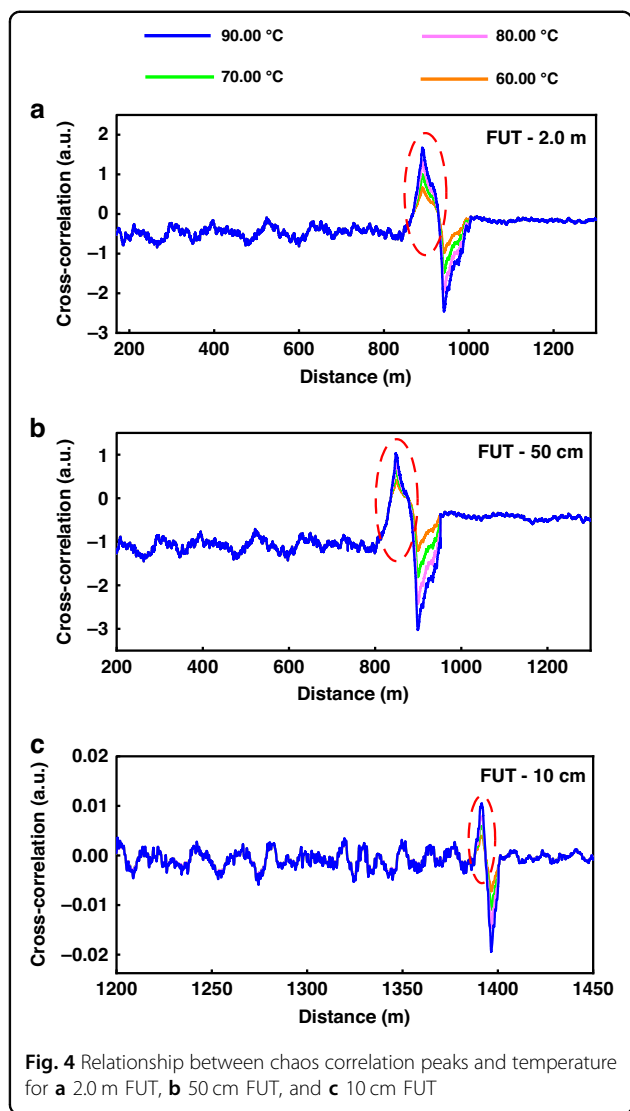 90.00 °C 80.00 °C
70.00 °C 60.00 °C
a
FUT - 2.0 m
Cross-correlation (a.u.)
2
1
0
−1
−2
−3
200 400 600 800 1000 1200
Distance (m)
b
FUT - 50 cm
Cross-correlation (a.u.)
1
0
−1
−2
−3
200 400 600 800 1000 1200
Distance (m)
c
FUT - 10 cm
Cross-correlation (a.u.)
0.02
0.01
0.00
−0.01
−0.02
1200 1250 1300 1350 1400 1450
Distance (m)
Fig. 4 Relationship between chaos correlation peaks and temperature
for a 2.0 m FUT, b 50 cm FUT, and c 10 cm FUT